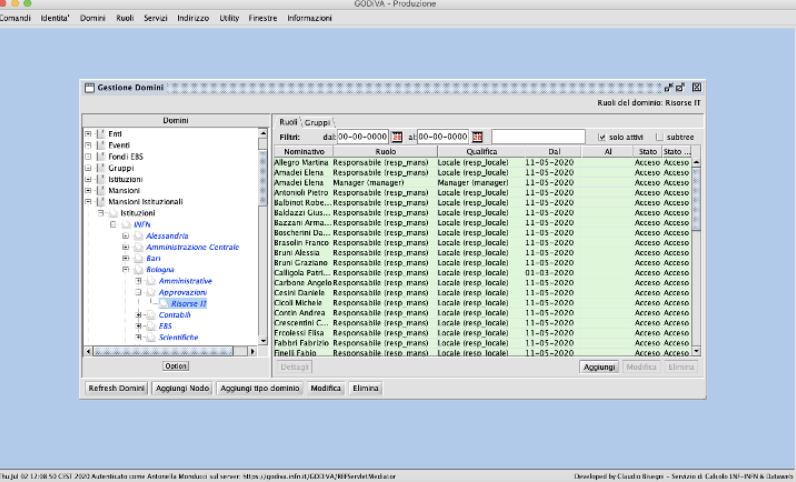 GODiVA - Produzione
Comandi Identita' Domini Ruoli Servizi Indirizzo Utility Finestre Informazioni
Gestione Domini
Ruoli del dominio: Risorse IT
Domini
Enti
Eventi
Fondi EBS
Gruppi
Istituzioni
Mansioni
Mansioni Istituzionali
Istituzioni
INFN
Alessandria
Amministrazione Centrale
Bari
Bologna
Amministrative
Approvazioni
Risorse IT
Contabili
EBS
Scientifiche
Option
Ruoli Gruppi
Filtri: dal: 00-00-0000 28 al: 00-00-0000 28 solo attivi subtree
Nominativo Ruolo Qualifica Dal Al Stato Stato ...
Allegro Martina Responsabile (resp_mans) Locale (resp_locale) 11-05-2020 Acceso Acceso
Amadei Elena Responsabile (resp_mans) Locale (resp_locale) 11-05-2020 Acceso Acceso
Amadei Elena Manager (manager) Manager (manager) 11-05-2020 Acceso Acceso
Antonioli Pietro Responsabile (resp_mans) Locale (resp_locale) 11-05-2020 Acceso Acceso
Balbinot Robe... Responsabile (resp_mans) Locale (resp_locale) 11-05-2020 Acceso Acceso
Baldazzi Gius... Responsabile (resp_mans) Locale (resp_locale) 11-05-2020 Acceso Acceso
Bazzani Arma... Responsabile (resp_mans) Locale (resp_locale) 11-05-2020 Acceso Acceso
Boscherini Da... Responsabile (resp_mans) Locale (resp_locale) 11-05-2020 Acceso Acceso
Braselin Franco Responsabile (resp_mans) Locale (resp_locale) 11-05-2020 Acceso Acceso
Bruni Alessia Responsabile (resp_mans) Locale (resp_locale) 11-05-2020 Acceso Acceso
Bruni Graziano Responsabile (resp_mans) Locale (resp_locale) 11-05-2020 Acceso Acceso
Calligola Patri... Responsabile (resp_mans) Locale (resp_locale) 01-03-2020 Acceso Acceso
Carbone Angelo Responsabile (resp_mans) Locale (resp_locale) 11-05-2020 Acceso Acceso
Cesini Daniele Responsabile (resp_mans) Locale (resp_locale) 11-05-2020 Acceso Acceso
Cicoli Michele Responsabile (resp_mans) Locale (resp_locale) 11-05-2020 Acceso Acceso
Contin Andrea Responsabile (resp_mans) Locale (resp_locale) 11-05-2020 Acceso Acceso
Crescentini C... Responsabile (resp_mans) Locale (resp_locale) 11-05-2020 Acceso Acceso
Ercolessi Elisa Responsabile (resp_mans) Locale (resp_locale) 11-05-2020 Acceso Acceso
Fabbri Fabrizio Responsabile (resp_mans) Locale (resp_locale) 11-05-2020 Acceso Acceso
Finelli Fabio Responsabile (resp_mans) Locale (resp_locale) 11-05-2020 Acceso Acceso
Dettagli Aggiungi Modifica Elimina
Refresh Domini Aggiungi Nodo Aggiungi tipo dominio Modifica Elimina
Thu Jul 02 12:08:50 CEST 2020 Autenticato come Antonella Monducci sul server: https://godiva.infn.it/GODiVA/RBFServletMediator
Developed by Claudio Bisegni - Servizio di Calcolo LNF-INFN & Dataweb